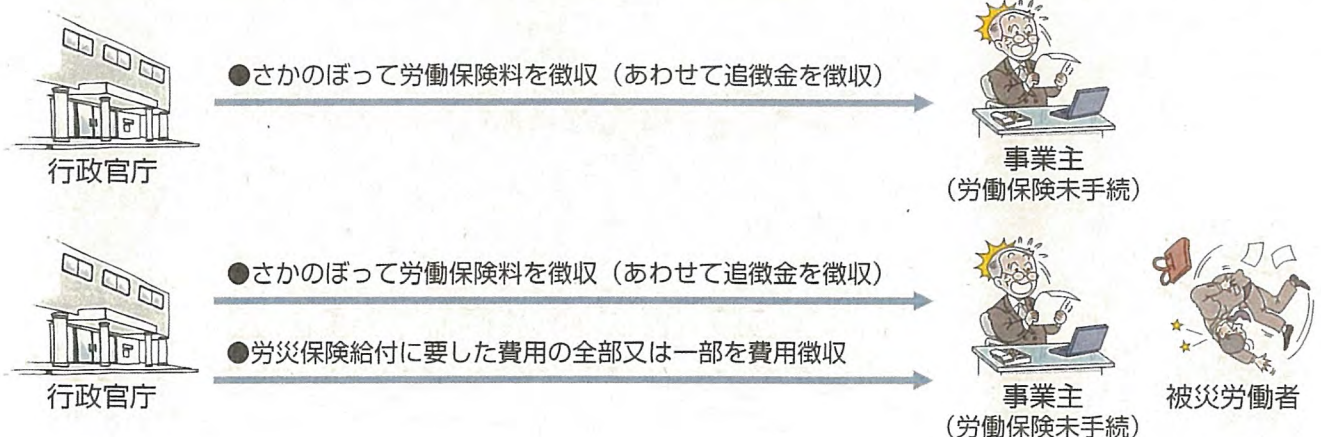 ●さかのぼって労働保険料を徴収（あわせて追徴金を徴収）
行政官庁
事業主
（労働保険未手続）
●さかのぼって労働保険料を徴収（あわせて追徴金を徴収）
●労災保険給付に要した費用の全部又は一部を費用徴収
行政官庁
事業主
（労働保険未手続）
被災労働者